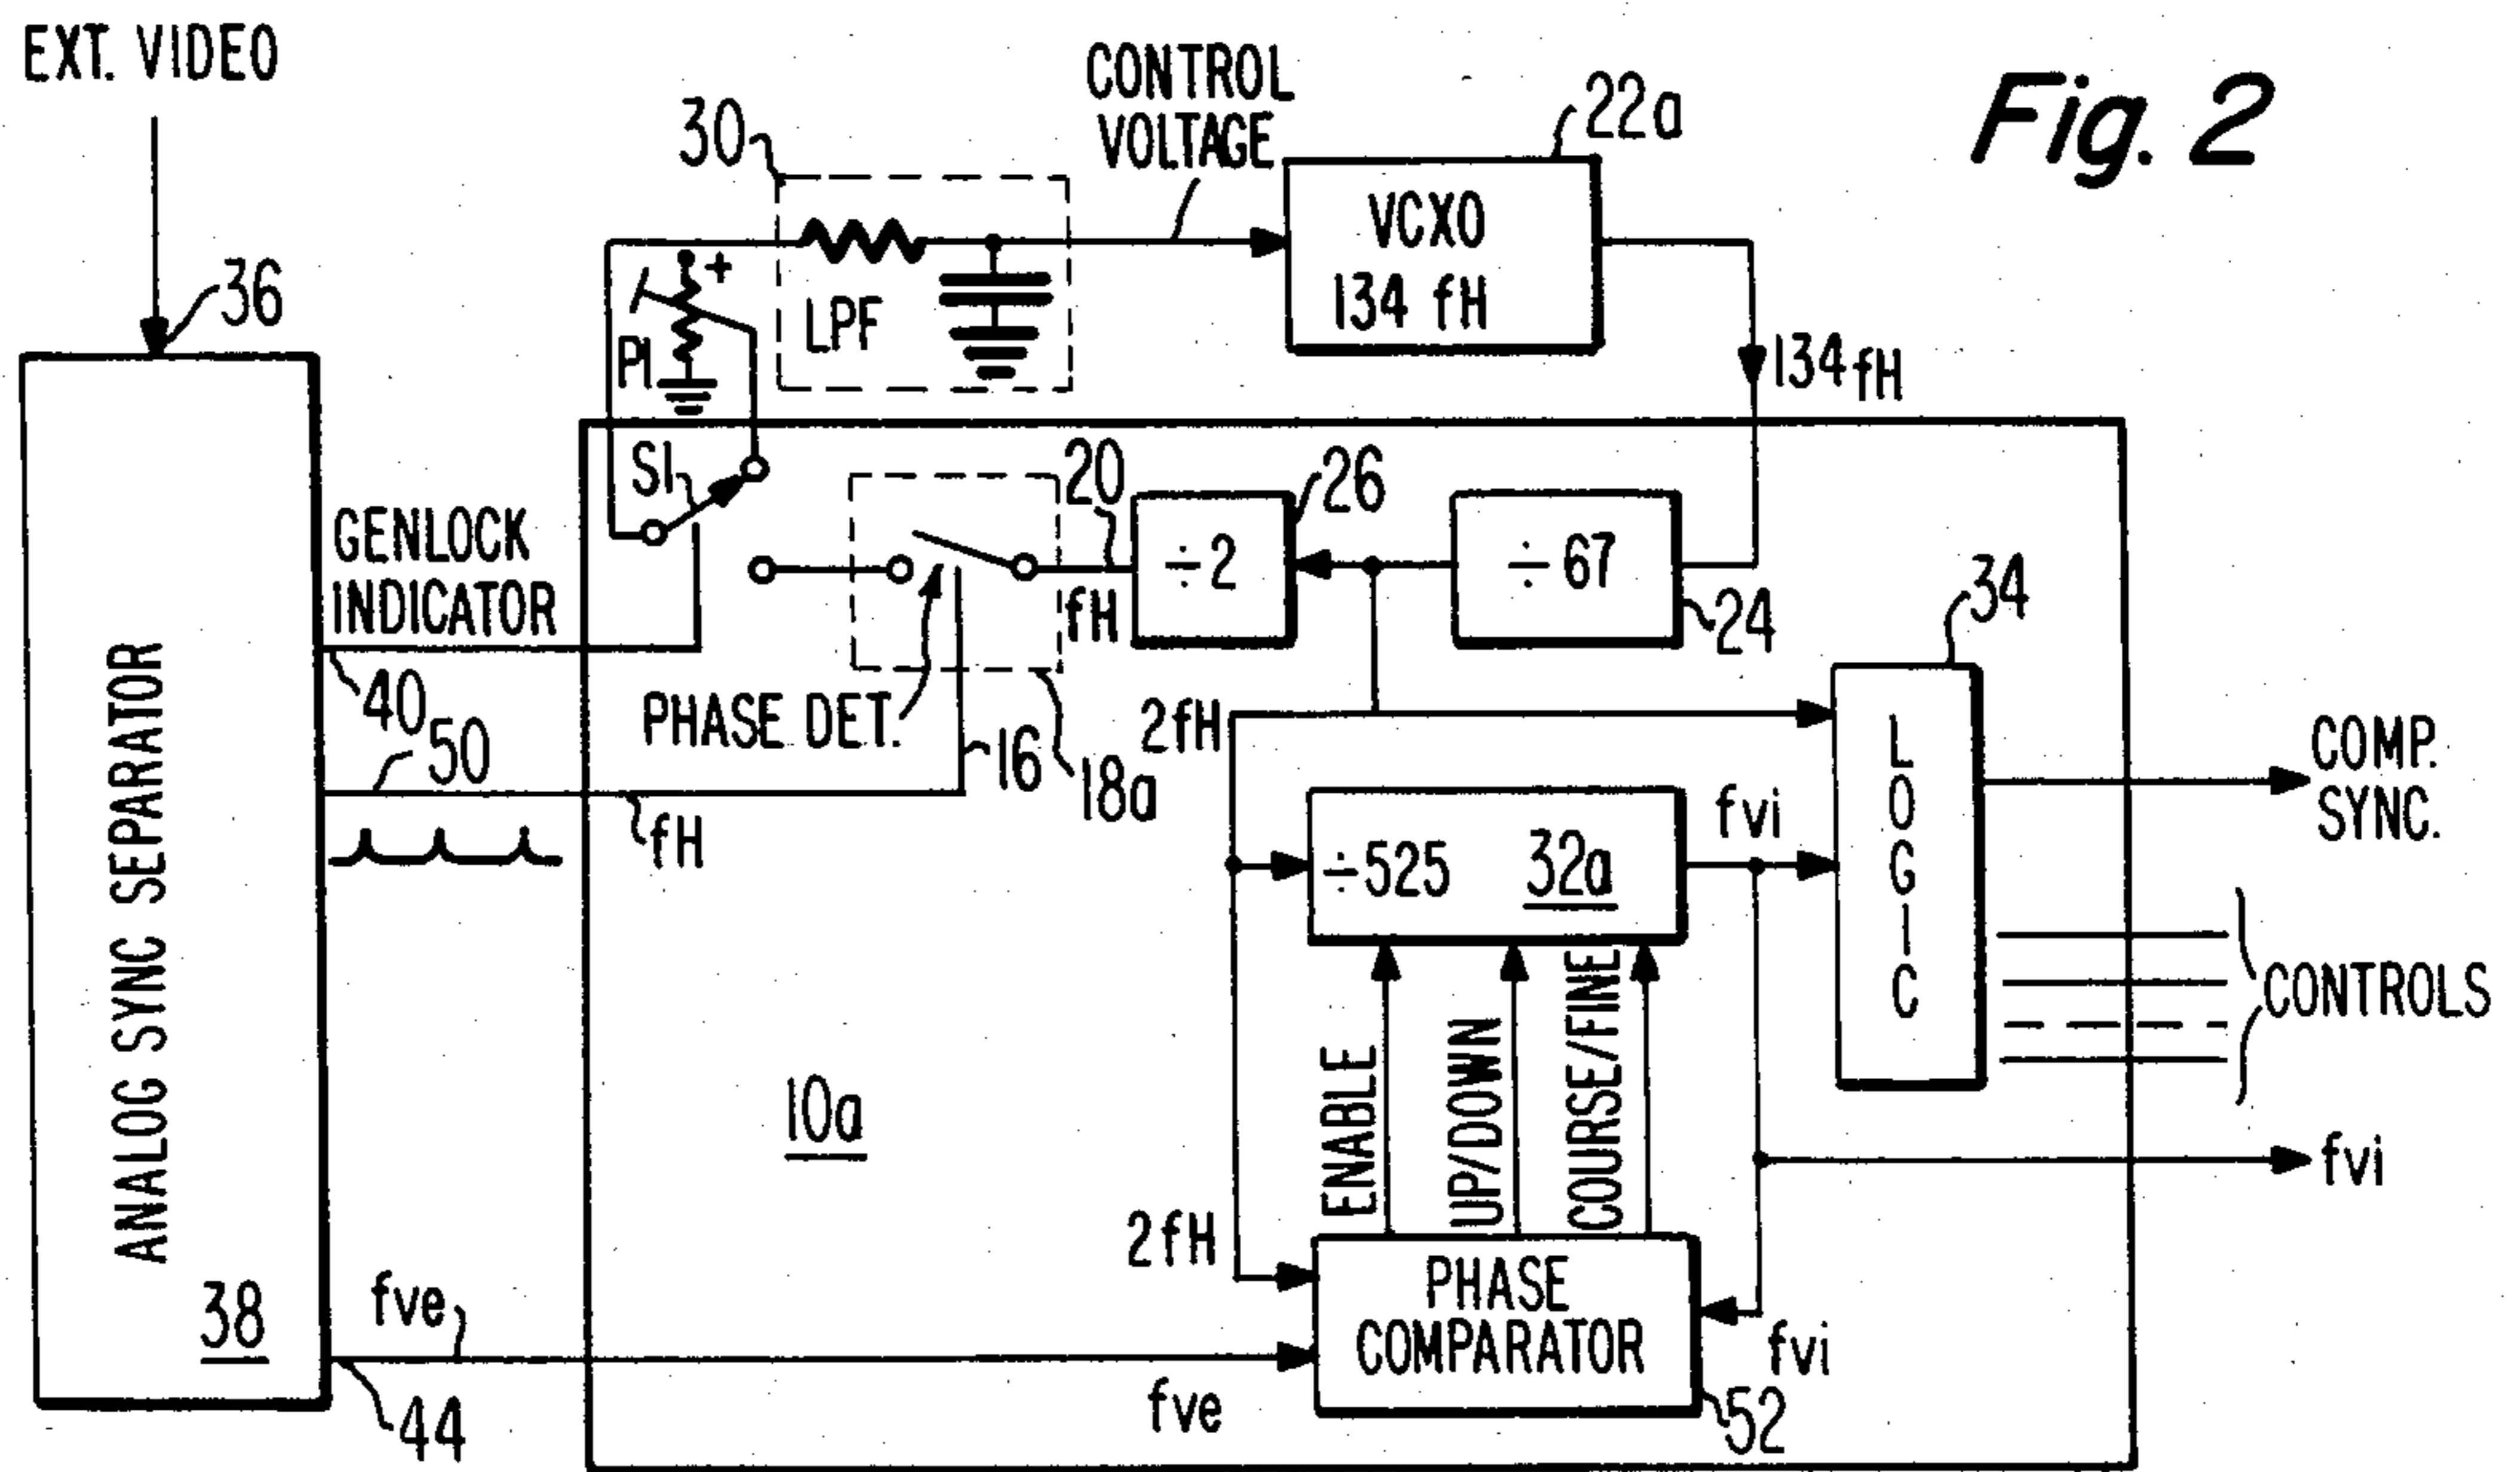 EXT. VIDEO
Fig. 2
CONTROL
VOLTAGE
22a
30
VCXO
134 fH
36
+
LPF
P1
134fH
S1
20
26
÷2
÷67
24
34
fH
GENLOCK
INDICATOR
40
50
PHASE DET.
16
18a
2fH
fH
ANALOG SYNC SEPARATOR
38
÷525 32a
fvi
LOGIC
COMP.
SYNC.
CONTROLS
10a
ENABLE
UP/DOWN
COURSE/FINE
fvi
2fH
PHASE
COMPARATOR
fvi
52
fve
fve
44